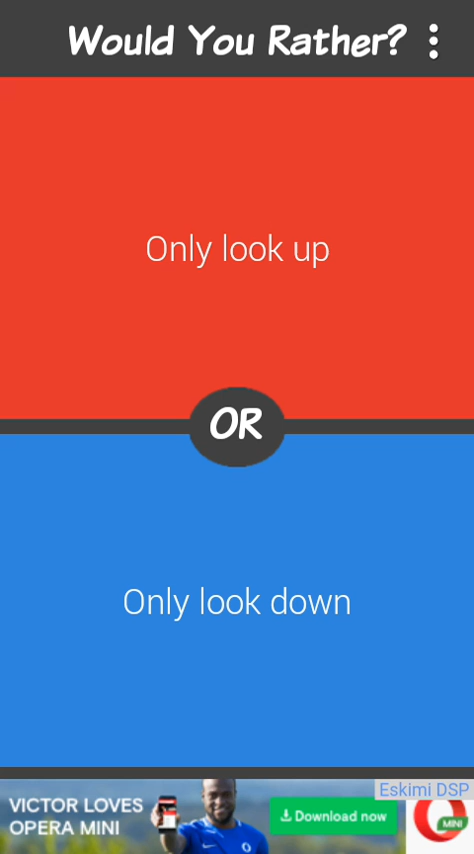 Would You Rather?
Only look up
OR
Only look down
Eskimi DSP
VICTOR LOVES
OPERA MINI
Download now
MINI